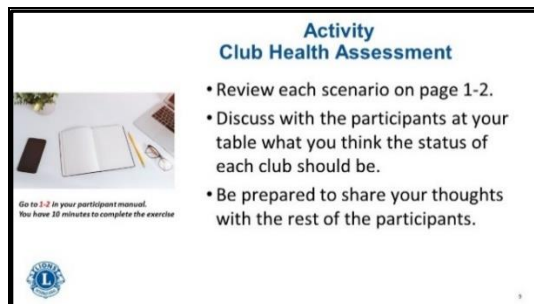 Activity
Club Health Assessment
• Review each scenario on page 1-2.
• Discuss with the participants at your
table what you think the status of
each club should be.
• Be prepared to share your thoughts
with the rest of the participants.
Go to 1-2 in your participant manual.
You have 10 minutes to complete the exercise
LIONS
L
INTERNATIONAL